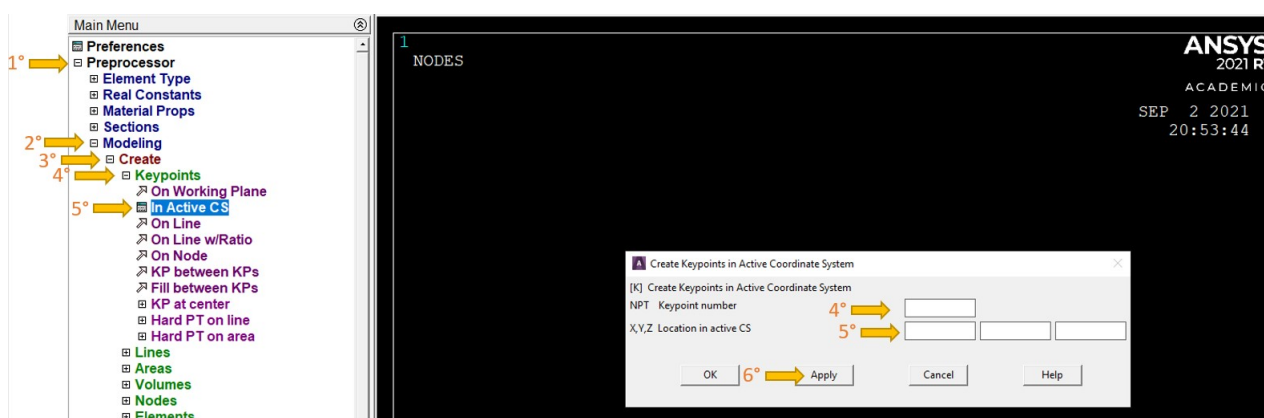 Main Menu
Preferences
1° Preprocessor
Element Type
Real Constants
Material Props
Sections
2° Modeling
3° Create
4° Keypoints
On Working Plane
5° In Active CS
On Line
On Line w/Ratio
On Node
KP between KPs
Fill between KPs
KP at center
Hard PT on line
Hard PT on area
Lines
Areas
Volumes
Nodes
Elements
1
NODES
ANSYS
2021 R
ACADEMIC
SEP 2 2021
20:53:44
Create Keypoints in Active Coordinate System
[K] Create Keypoints in Active Coordinate System
NPT Keypoint number 4°
X,Y,Z Location in active CS 5°
OK 6° Apply Cancel Help